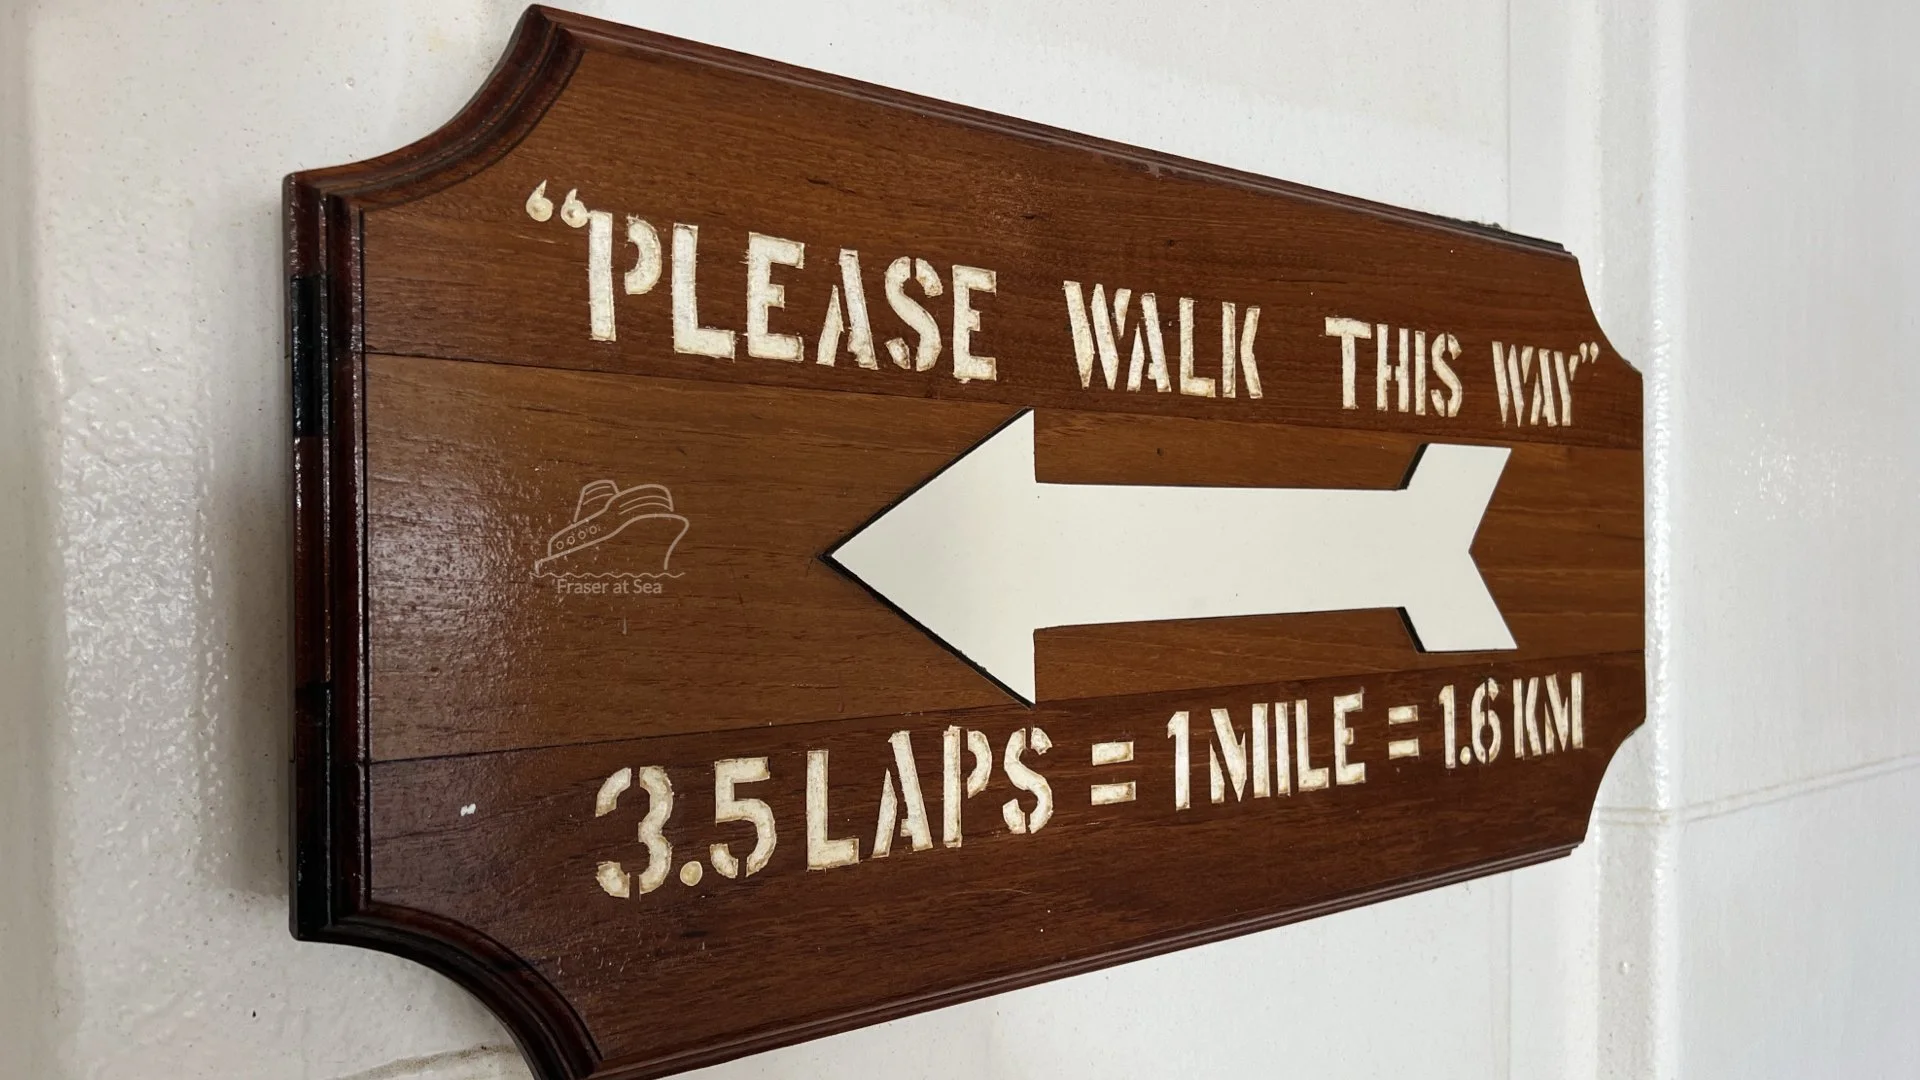 “PLEASE WALK THIS WAY”
Fraser at Sea
3.5 LAPS = 1 MILE = 1.6 KM